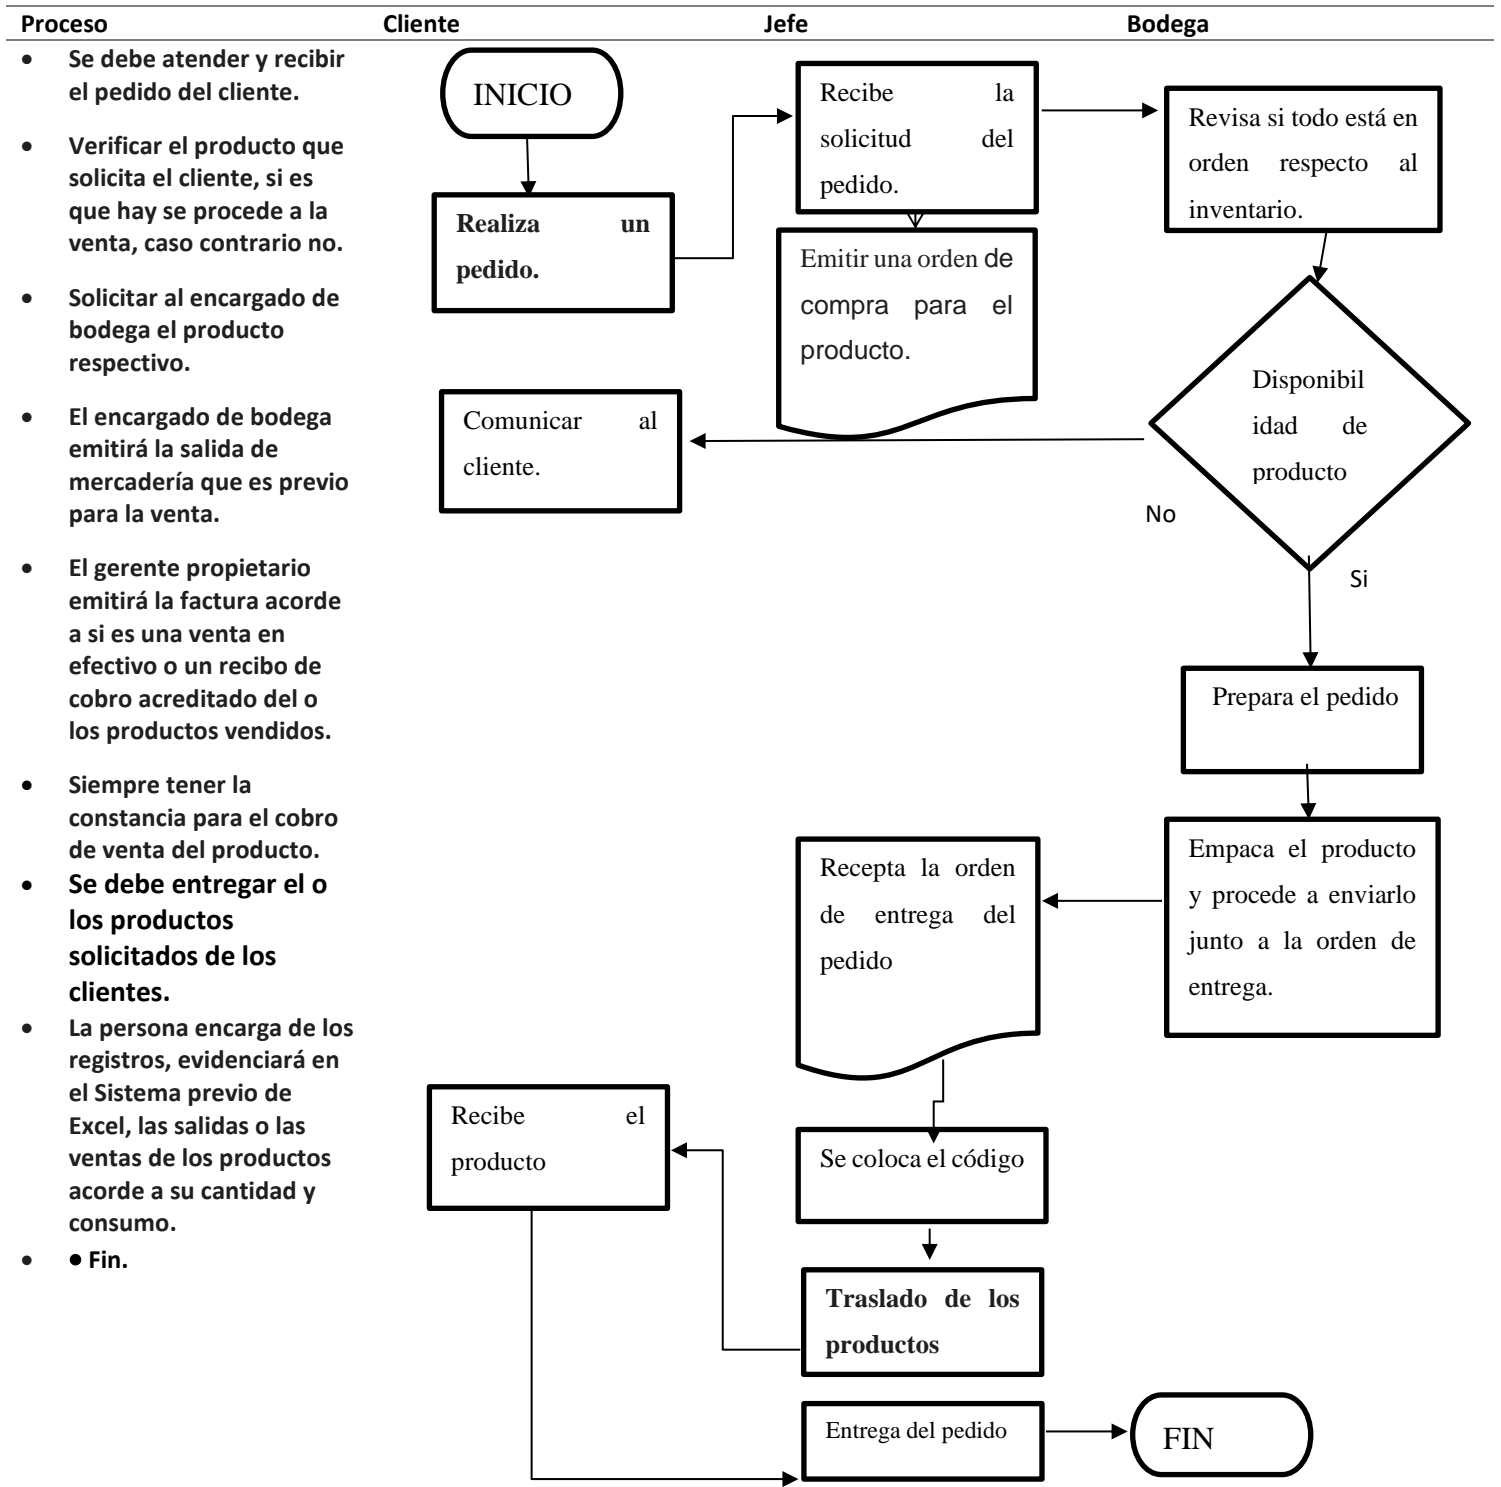 Proceso Cliente Jefe Bodega
• Se debe atender y recibir
el pedido del cliente.
• Verificar el producto que
solicita el cliente, si es
que hay se procede a la
venta, caso contrario no.
• Solicitar al encargado de
bodega el producto
respectivo.
• El encargado de bodega
emitirá la salida de
mercadería que es previo
para la venta.
• El gerente propietario
emitirá la factura acorde
a si es una venta en
efectivo o un recibo de
cobro acreditado del o
los productos vendidos.
• Siempre tener la
constancia para el cobro
de venta del producto.
• Se debe entregar el o
los productos
solicitados de los
clientes.
• La persona encarga de los
registros, evidenciará en
el Sistema previo de
Excel, las salidas o las
ventas de los productos
acorde a su cantidad y
consumo.
• • Fin.
INICIO
Realiza un
pedido.
Recibe la
solicitud del
pedido.
Emitir una orden de
compra para el
producto.
Revisa si todo está en
orden respecto al
inventario.
Disponibil
idad de
producto
No
Si
Comunicar al
cliente.
Prepara el pedido
Empaca el producto
y procede a enviarlo
junto a la orden de
entrega.
Recepta la orden
de entrega del
pedido
Se coloca el código
Traslado de los
productos
Recibe el
producto
Entrega del pedido
FIN